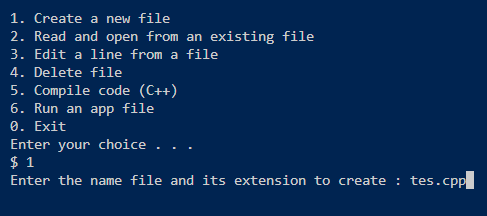 1. Create a new file
2. Read and open from an existing file
3. Edit a line from a file
4. Delete file
5. Compile code (C++)
6. Run an app file
0. Exit
Enter your choice . . .
$ 1
Enter the name file and its extension to create : tes.cpp